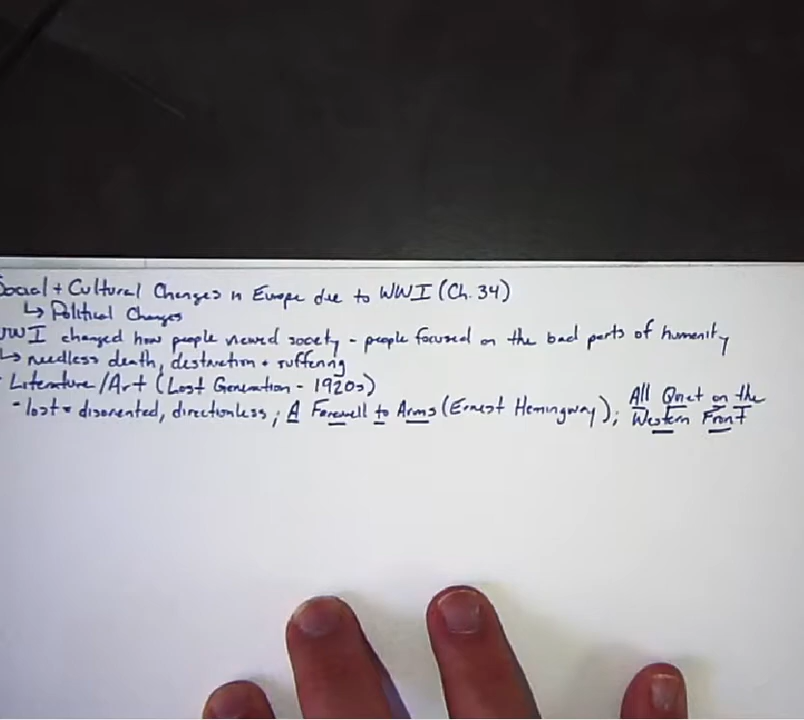 Social + Cultural Changes in Europe due to WWI (Ch. 34)
↳ Political Changes
WWI changed how people viewed society - people focused on the bad parts of humanity
↳ needless death, destruction + suffering
- Literature/Art (Lost Generation - 1920s)
- lost = disoriented, directionless; A Farewell to Arms (Ernest Hemingway); All Quiet on the
Western Front